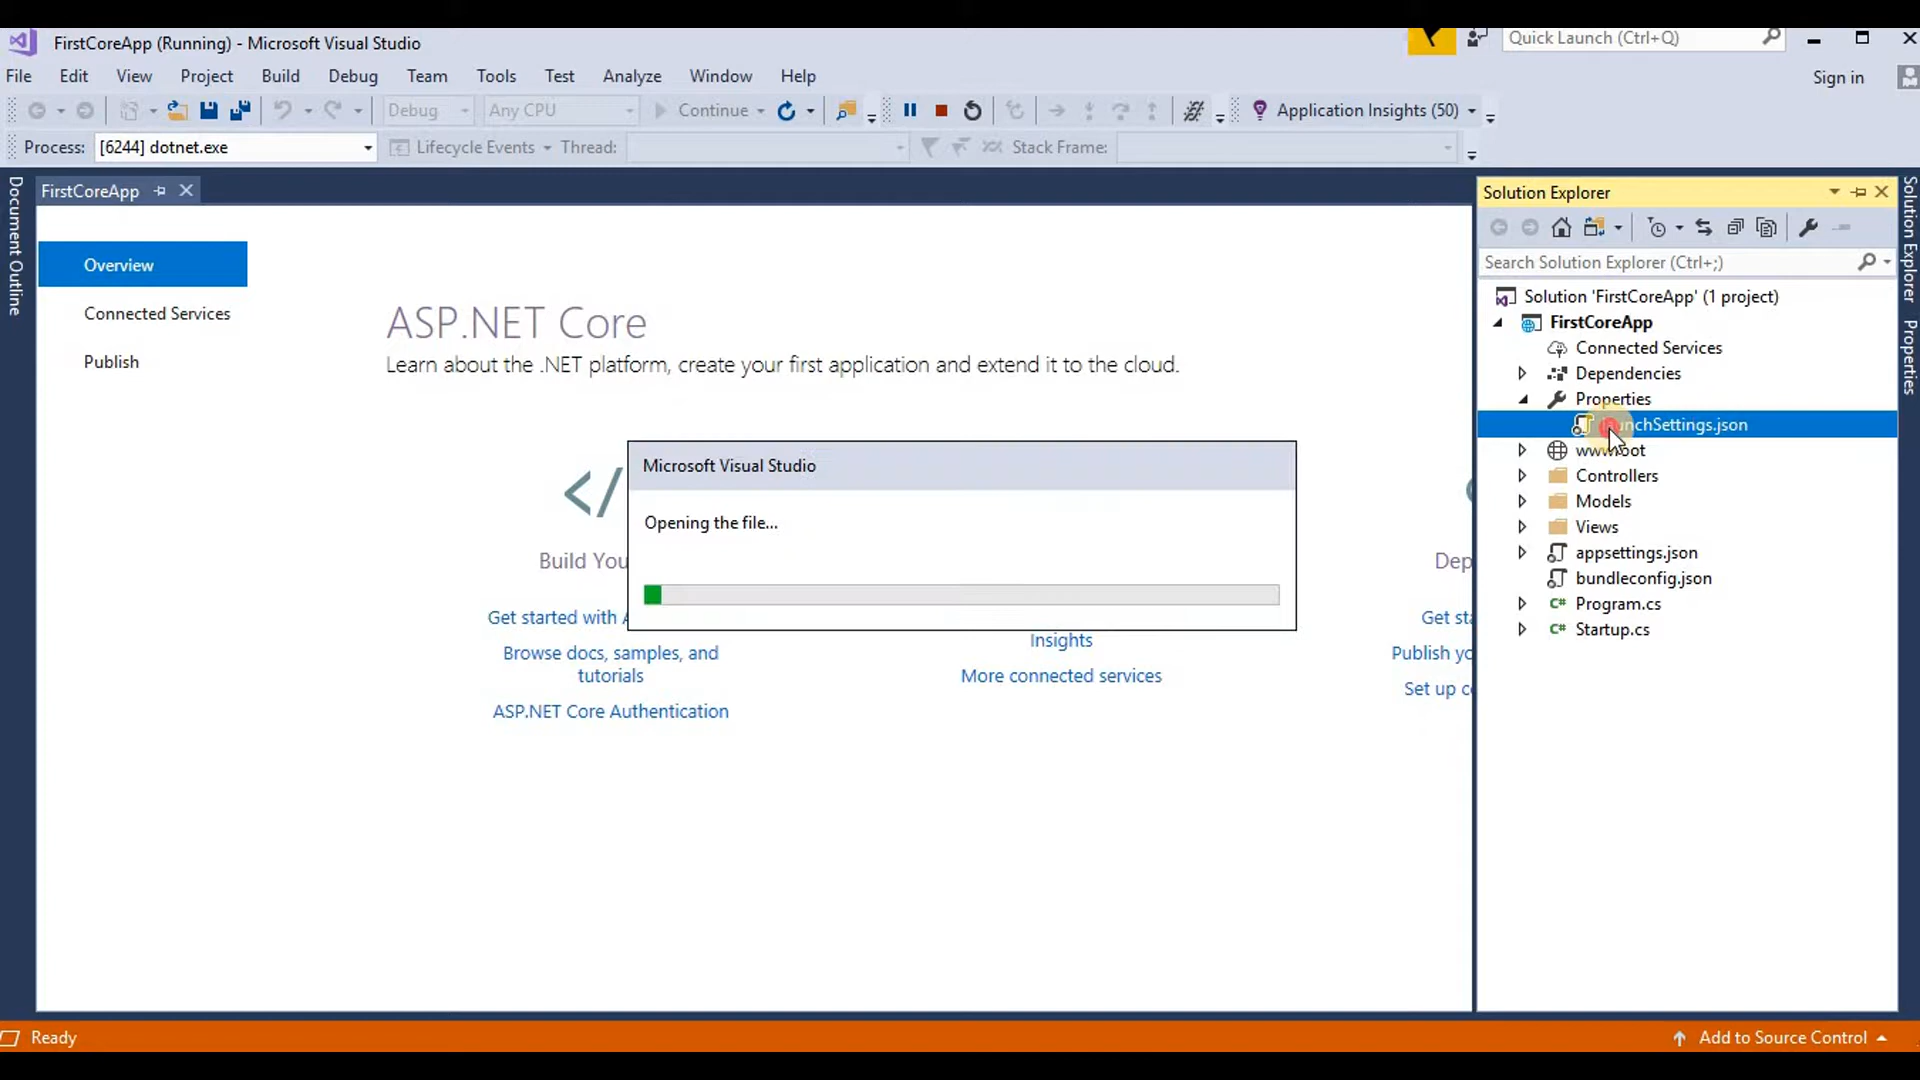 FirstCoreApp (Running) - Microsoft Visual Studio
Quick Launch (Ctrl+Q)
File Edit View Project Build Debug Team Tools Test Analyze Window Help
Sign in
Debug Any CPU Continue Application Insights (50)
Process: [6244] dotnet.exe Lifecycle Events Thread: Stack Frame:
Document Outline
FirstCoreApp
Overview
Connected Services
Publish
ASP.NET Core
Learn about the .NET platform, create your first application and extend it to the cloud.
Build You
Dep
Get started with
Get sta
Browse docs, samples, and
tutorials
Insights
Publish yo
More connected services
Set up co
ASP.NET Core Authentication
Microsoft Visual Studio
Opening the file...
Solution Explorer
Search Solution Explorer (Ctrl+;)
Solution 'FirstCoreApp' (1 project)
FirstCoreApp
Connected Services
Dependencies
Properties
unchSettings.json
Controllers
Models
Views
appsettings.json
bundleconfig.json
C# Program.cs
C# Startup.cs
Solution Explorer
Properties
Ready
Add to Source Control